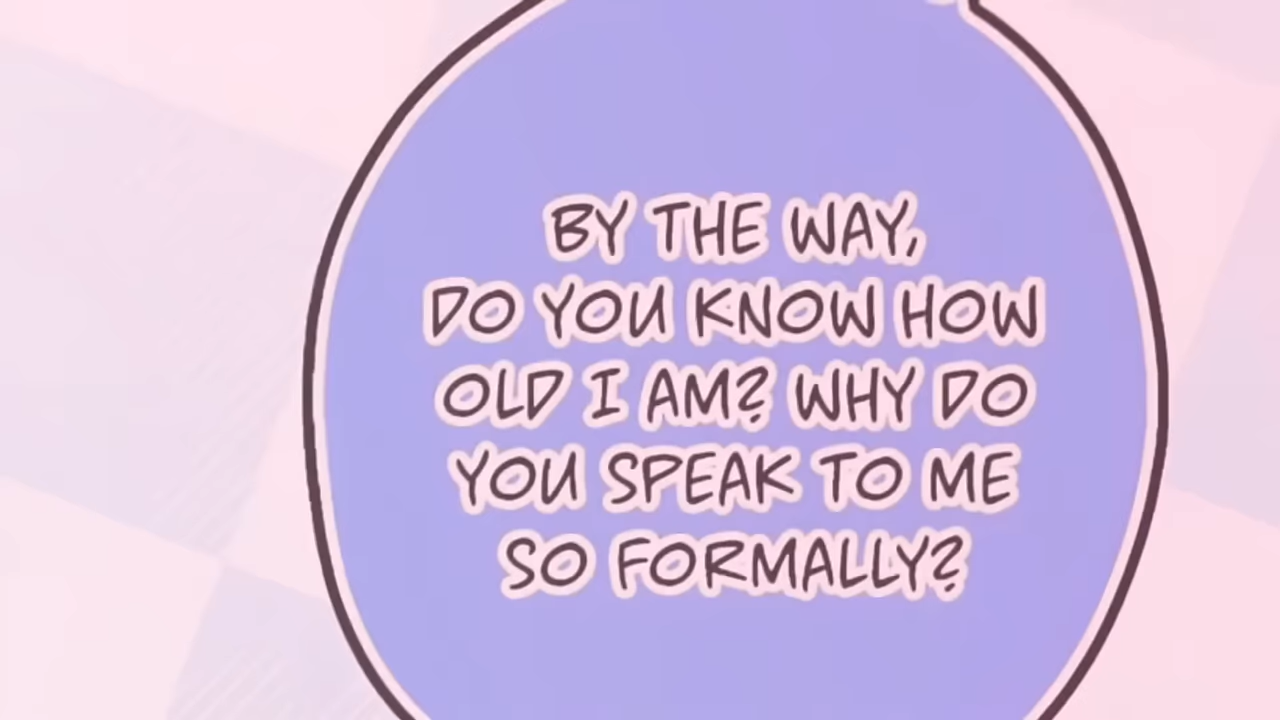 BY THE WAY,
DO YOU KNOW HOW
OLD I AM? WHY DO
YOU SPEAK TO ME
SO FORMALLY?